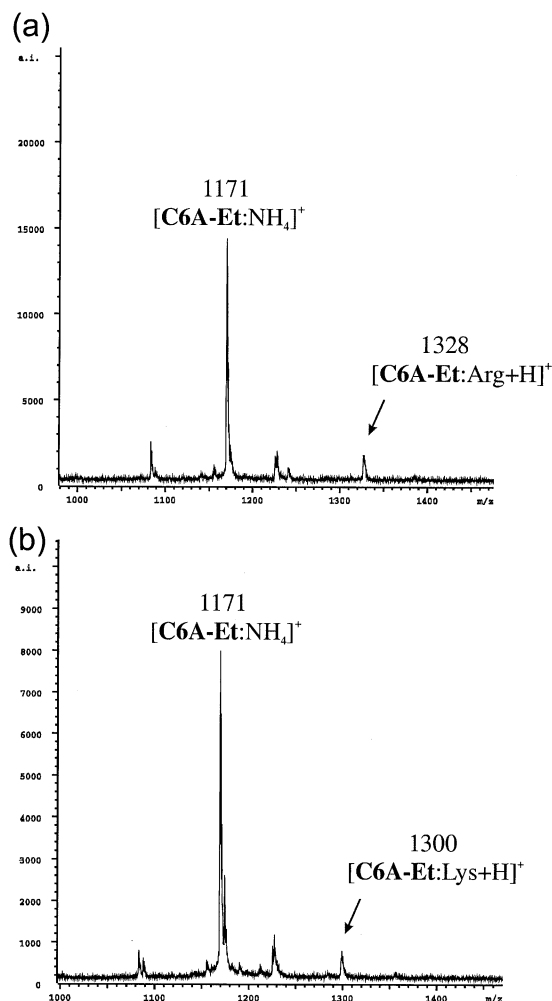 (a)
a.i.
20000
1171
[C6A-Et:NH₄]⁺
15000
10000
1328
[C6A-Et:Arg+H]⁺
5000
0
1000 1100 1200 1300 1400 m/z
(b)
a.i.
9000
1171
[C6A-Et:NH₄]⁺
8000
7000
6000
5000
4000
1300
[C6A-Et:Lys+H]⁺
3000
2000
1000
0
1000 1100 1200 1300 1400 m/z